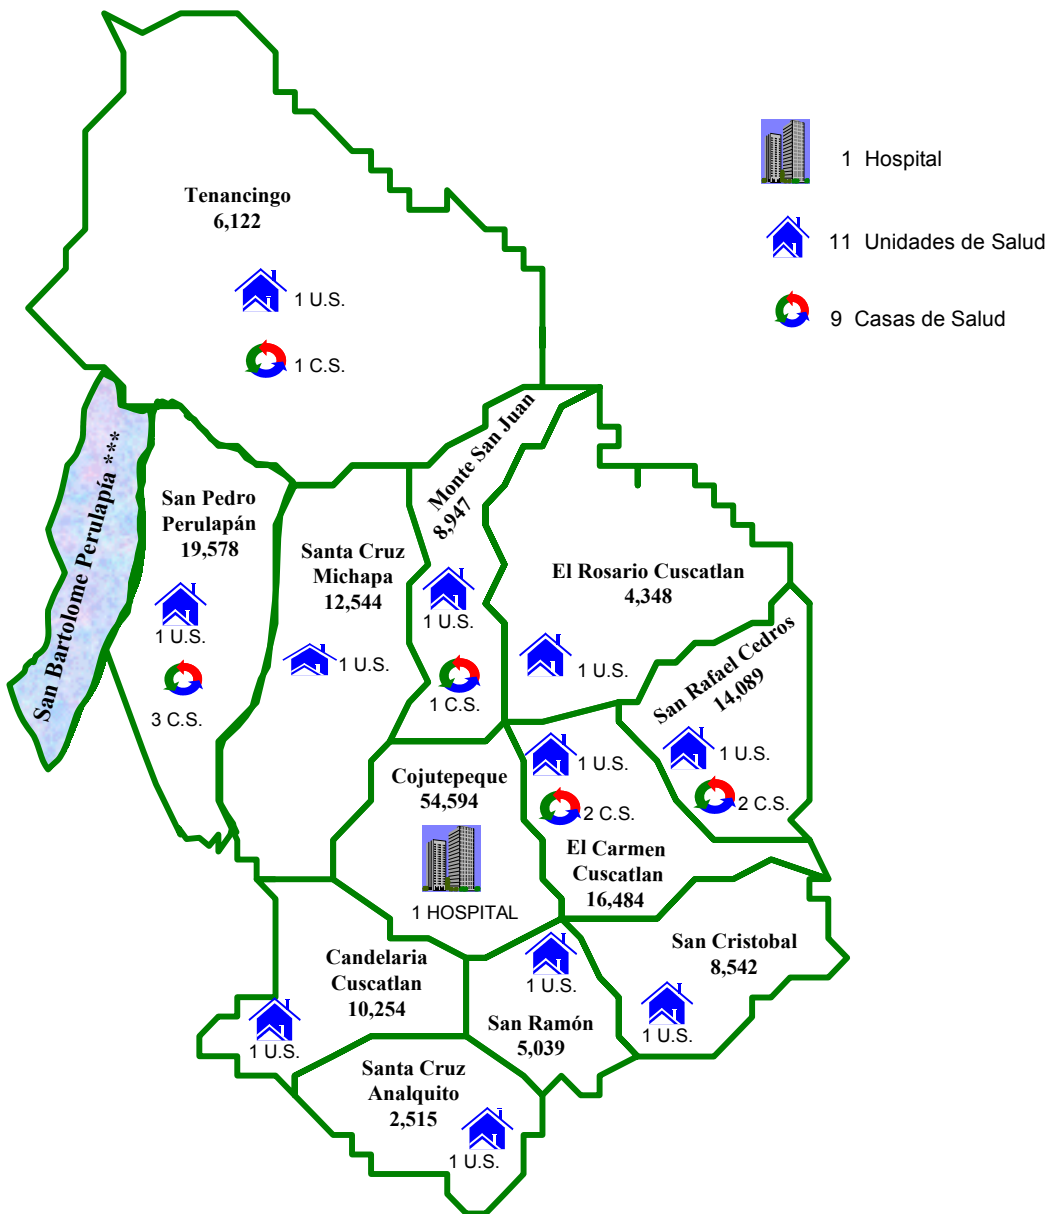 1 Hospital
11 Unidades de Salud
9 Casas de Salud
Tenancingo
6,122
1 U.S.
1 C.S.
San Bartolome Perulapía ***
San Pedro
Perulapán
19,578
1 U.S.
3 C.S.
Santa Cruz
Michapa
12,544
1 U.S.
Monte San Juan
8,947
1 U.S.
1 C.S.
El Rosario Cuscatlan
4,348
1 U.S.
San Rafael Cedros
14,089
1 U.S.
2 C.S.
Cojutepeque
54,594
1 HOSPITAL
1 U.S.
2 C.S.
El Carmen
Cuscatlan
16,484
San Cristobal
8,542
1 U.S.
Candelaria
Cuscatlan
10,254
1 U.S.
1 U.S.
San Ramón
5,039
Santa Cruz
Analquito
2,515
1 U.S.